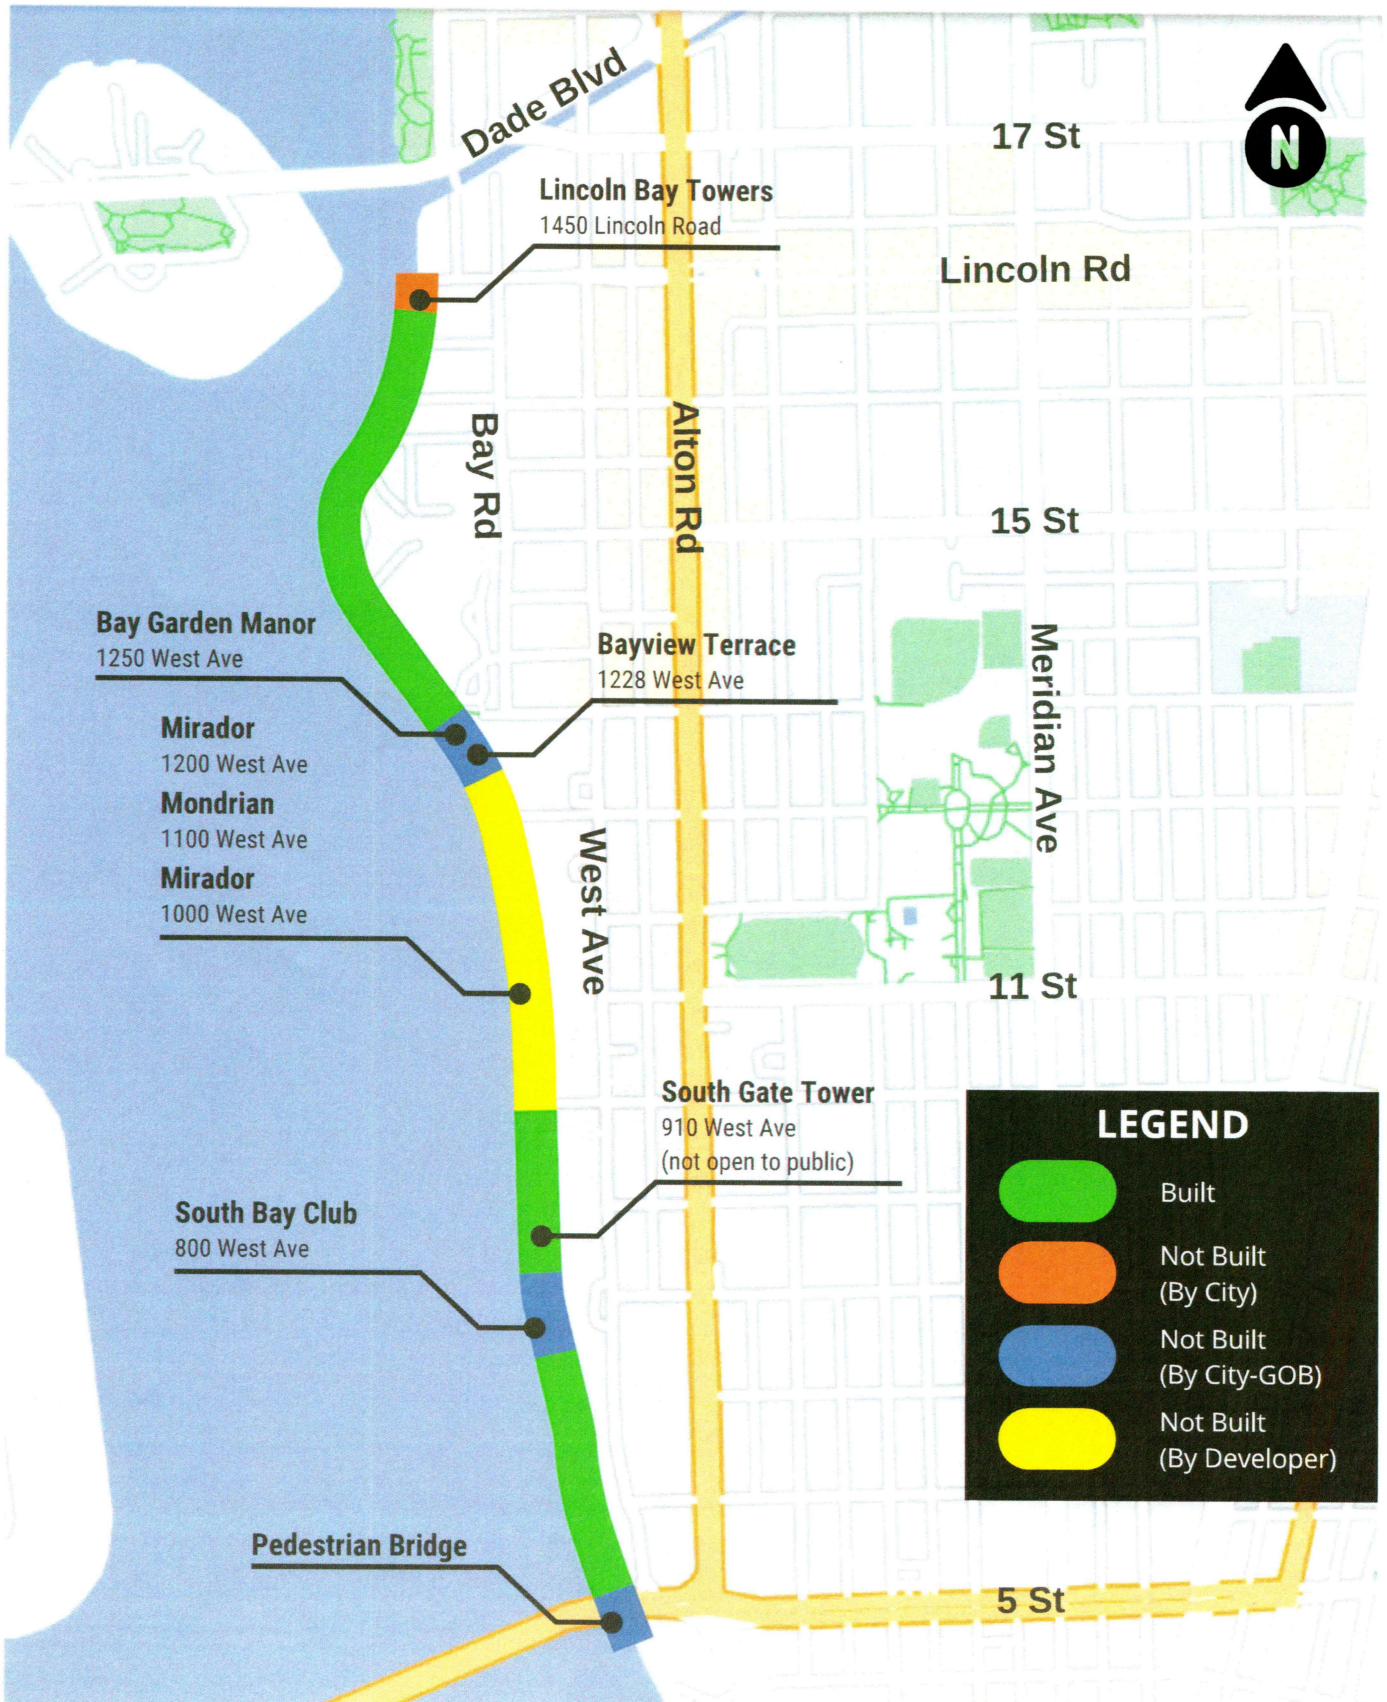 Dade Blvd
17 St
N
Lincoln Bay Towers
1450 Lincoln Road
Lincoln Rd
Bay Rd
Alton Rd
15 St
Bay Garden Manor
1250 West Ave
Bayview Terrace
1228 West Ave
Meridian Ave
Mirador
1200 West Ave
Mondrian
1100 West Ave
Mirador
1000 West Ave
West Ave
11 St
South Gate Tower
910 West Ave
(not open to public)
South Bay Club
800 West Ave
Pedestrian Bridge
5 St
LEGEND
Built
Not Built
(By City)
Not Built
(By City-GOB)
Not Built
(By Developer)